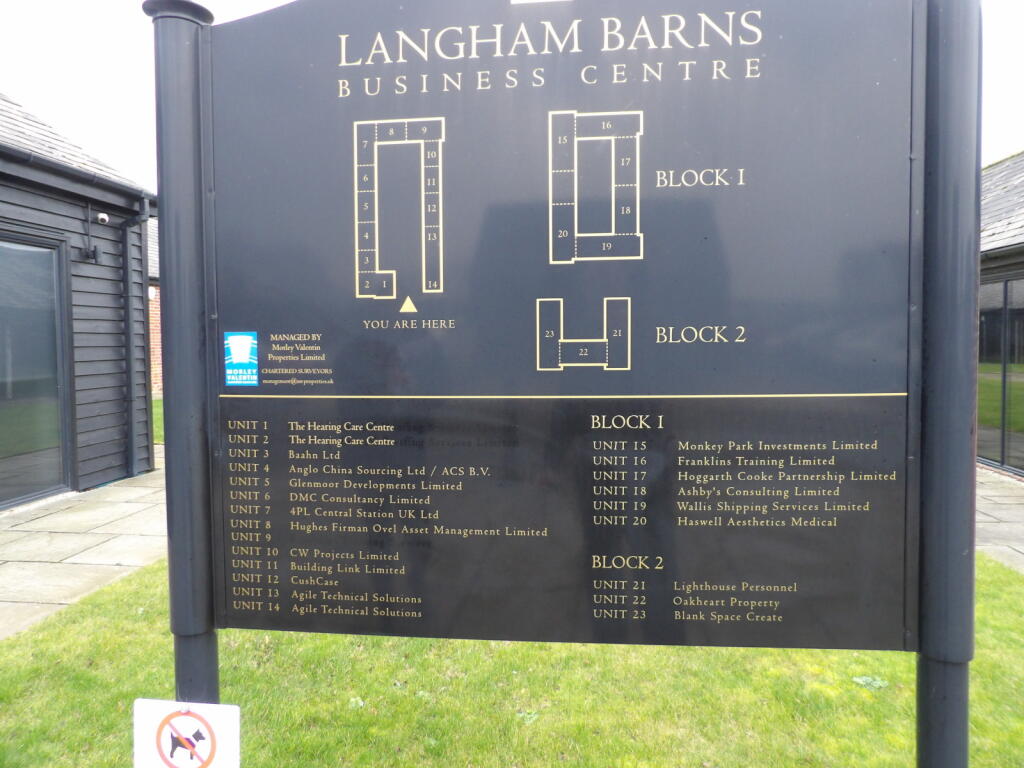 LANGHAM BARNS
BUSINESS CENTRE
7 8 9
6 10
5 11
4 12
3 13
2 1 14
YOU ARE HERE
15 16
17
18
20 19
BLOCK 1
23 22 21
BLOCK 2
MORLEY
VALENTIN
MANAGED BY
Morley Valentin
Properties Limited
CHARTERED SURVEYORS
UNIT 1 The Hearing Care Centre
UNIT 2 The Hearing Care Centre
UNIT 3 Baahn Ltd
UNIT 4 Anglo China Sourcing Ltd / ACS B.V.
UNIT 5 Glenmoor Developments Limited
UNIT 6 DMC Consultancy Limited
UNIT 7 4PL Central Station UK Ltd
UNIT 8 Hughes Firman Ovel Asset Management Limited
UNIT 9
UNIT 10 CW Projects Limited
UNIT 11 Building Link Limited
UNIT 12 CushCase
UNIT 13 Agile Technical Solutions
UNIT 14 Agile Technical Solutions
BLOCK 1
UNIT 15 Monkey Park Investments Limited
UNIT 16 Franklins Training Limited
UNIT 17 Hoggarth Cooke Partnership Limited
UNIT 18 Ashby's Consulting Limited
UNIT 19 Wallis Shipping Services Limited
UNIT 20 Haswell Aesthetics Medical
BLOCK 2
UNIT 21 Lighthouse Personnel
UNIT 22 Oakheart Property
UNIT 23 Blank Space Create